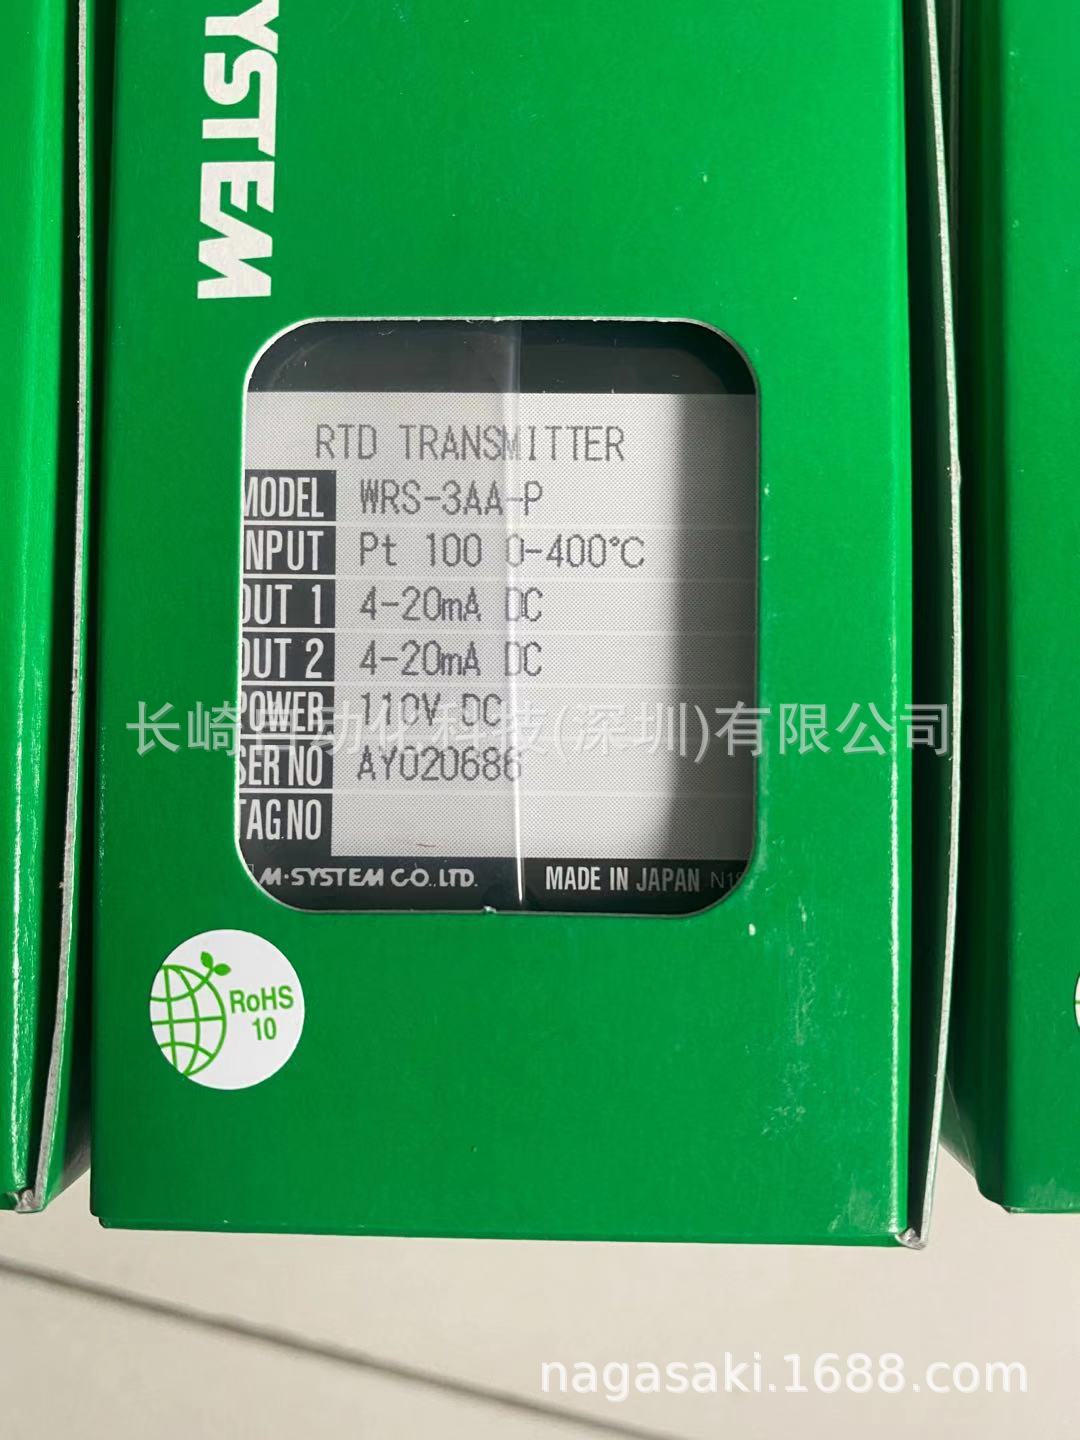 YSTEM
RTD TRANSMITTER
MODEL WRS-3AA-P
INPUT Pt 100 0-400℃
OUT 1 4-20mA DC
OUT 2 4-20mA DC
POWER 110V DC
长崎自动化科技(深圳)有限公司
SER NO AY020686
TAG NO
M·SYSTEM CO.,LTD. MADE IN JAPAN
RoHS
10
nagasaki.1688.com